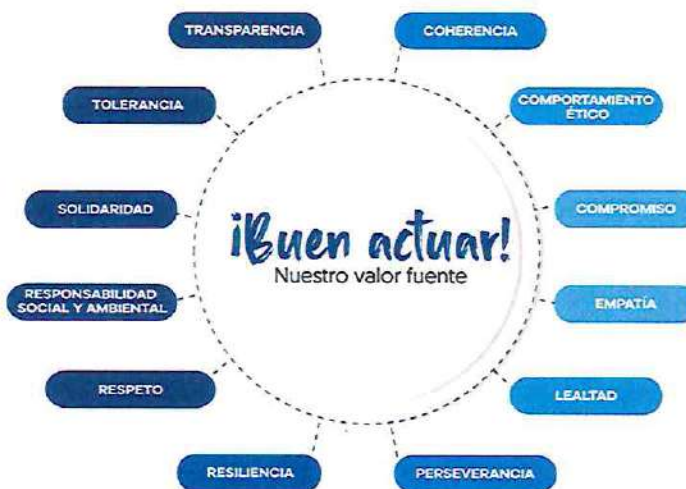 TRANSPARENCIA
COHERENCIA
TOLERANCIA
COMPORTAMIENTO
ÉTICO
SOLIDARIDAD
COMPROMISO
¡Buen actuar!
Nuestro valor fuente
RESPONSABILIDAD
SOCIAL Y AMBIENTAL
EMPATÍA
RESPETO
LEALTAD
RESILIENCIA
PERSEVERANCIA